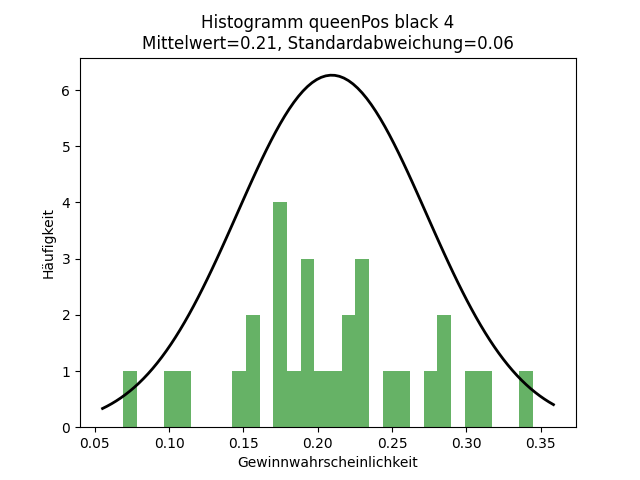 Histogramm queenPos black 4
Mittelwert=0.21, Standardabweichung=0.06
Häufigkeit
6
5
4
3
2
1
0
0.05 0.10 0.15 0.20 0.25 0.30 0.35
Gewinnwahrscheinlichkeit